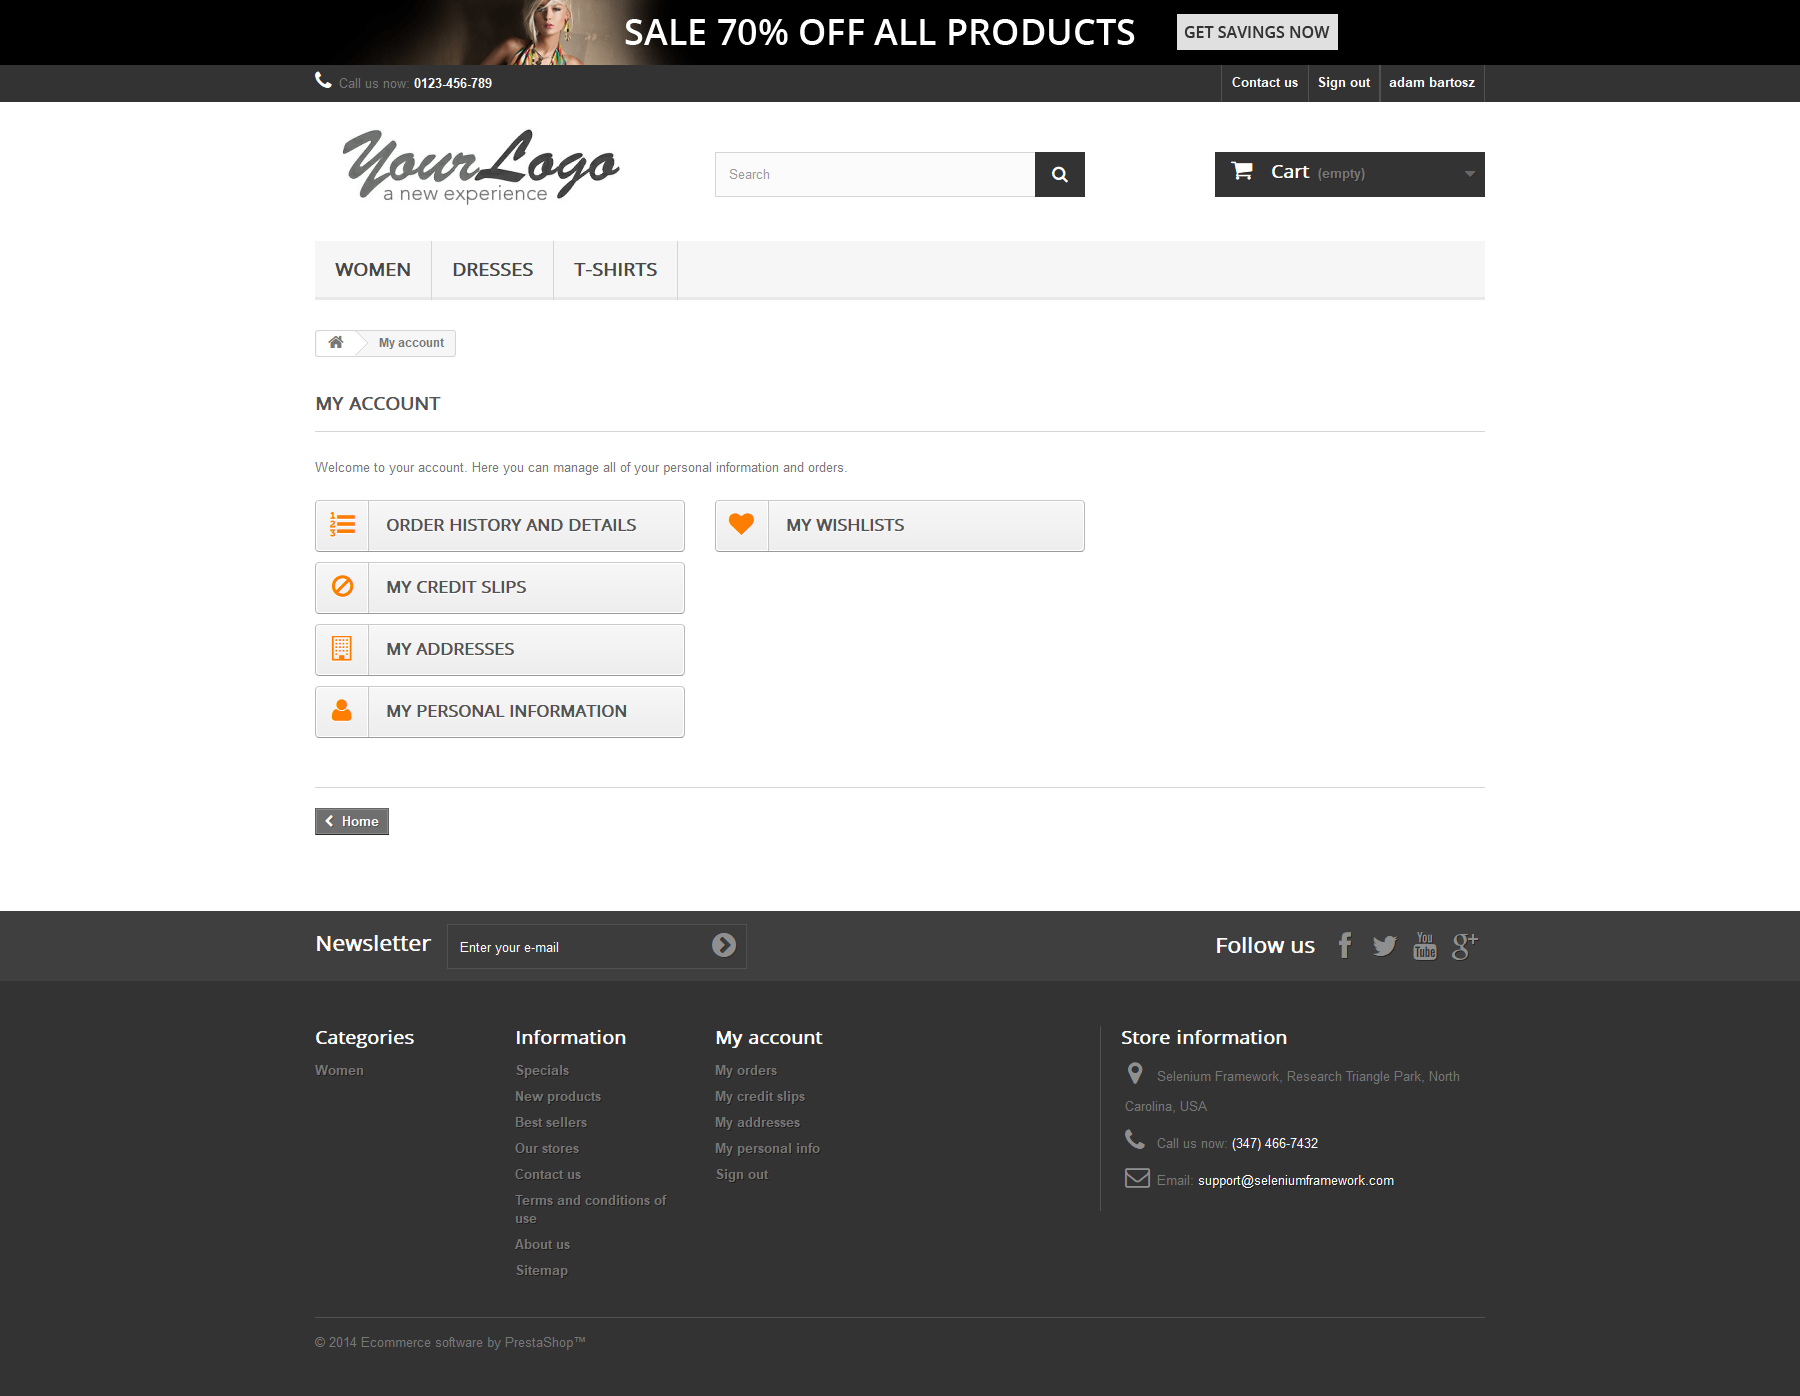 SALE 70% OFF ALL PRODUCTS
GET SAVINGS NOW
Call us now: 0123-456-789
Contact us
Sign out
adam bartosz
YourLogo
a new experience
Search
Cart (empty)
WOMEN
DRESSES
T-SHIRTS
My account
MY ACCOUNT
Welcome to your account. Here you can manage all of your personal information and orders.
1
2
3
ORDER HISTORY AND DETAILS
MY WISHLISTS
MY CREDIT SLIPS
MY ADDRESSES
MY PERSONAL INFORMATION
Home
Newsletter
Enter your e-mail
Follow us
You
Tube
g+
Categories
Women
Information
Specials
New products
Best sellers
Our stores
Contact us
Terms and conditions of
use
About us
Sitemap
My account
My orders
My credit slips
My addresses
My personal info
Sign out
Store information
Selenium Framework, Research Triangle Park, North
Carolina, USA
Call us now: (347) 466-7432
Email: support@seleniumframework.com
© 2014 Ecommerce software by PrestaShop™